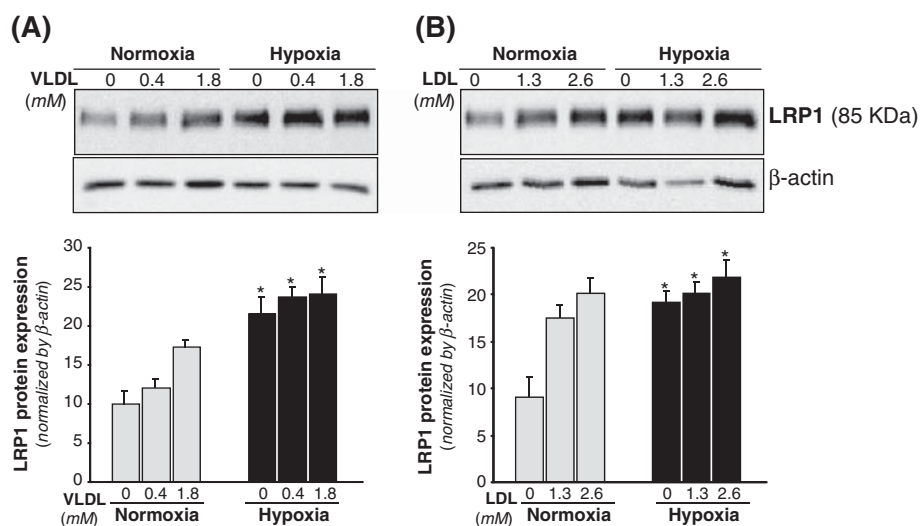 (A)
Normoxia Hypoxia
VLDL 0 0.4 1.8 0 0.4 1.8
(mM)
(B)
Normoxia Hypoxia
LDL 0 1.3 2.6 0 1.3 2.6
(mM)
LRP1 (85 KDa)
β-actin
LRP1 protein expression
(normalized by β-actin)
30
25
20
15
10
5
0
* * *
VLDL 0 0.4 1.8 0 0.4 1.8
(mM) Normoxia Hypoxia
LRP1 protein expression
(normalized by β-actin)
25
20
15
10
5
0
* * *
LDL 0 1.3 2.6 0 1.3 2.6
(mM) Normoxia Hypoxia